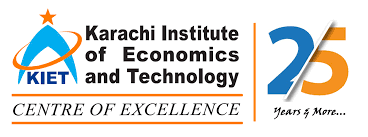 KIET
Karachi Institute
of Economics
and Technology
CENTRE OF EXCELLENCE
25
Years & More...